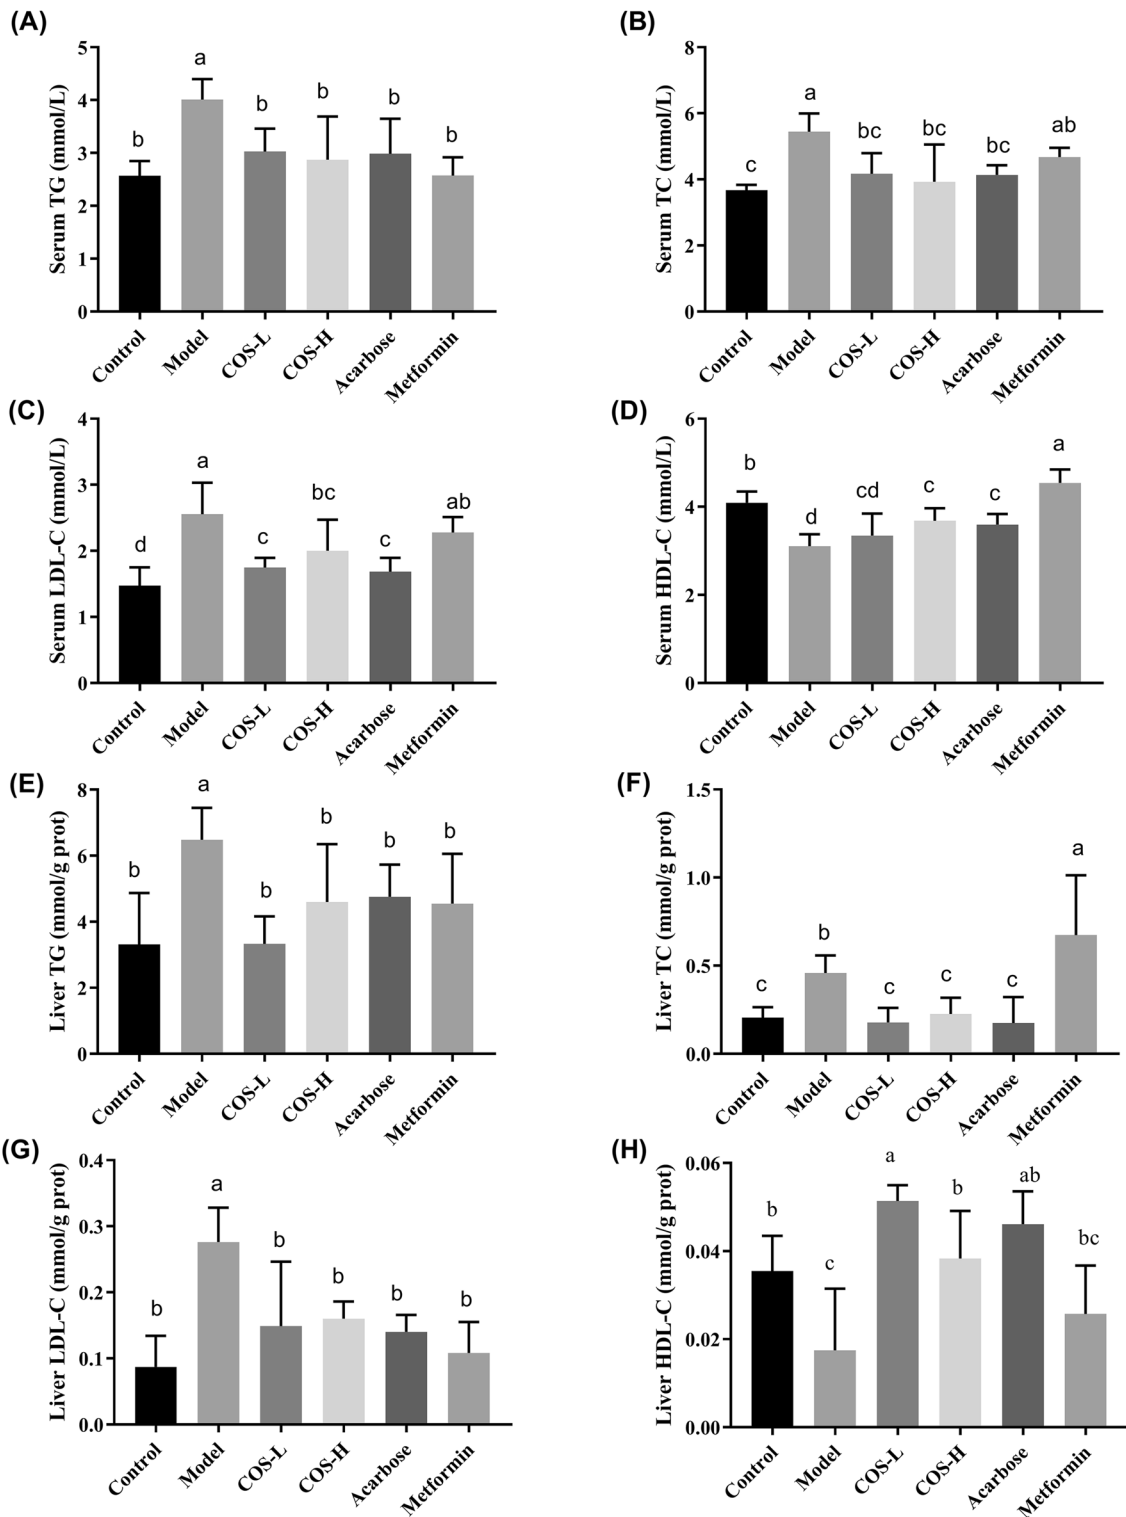 (A)
Serum TG (mmol/L)
5
4
3
2
1
0
b
a
b
b
b
b
Control
Model
COS-L
COS-H
Acarbose
Metformin
(B)
Serum TC (mmol/L)
8
6
4
2
0
c
a
bc
bc
bc
ab
Control
Model
COS-L
COS-H
Acarbose
Metformin
(C)
Serum LDL-C (mmol/L)
4
3
2
1
0
d
a
c
bc
c
ab
Control
Model
COS-L
COS-H
Acarbose
Metformin
(D)
Serum HDL-C (mmol/L)
6
4
2
0
b
d
cd
c
c
a
Control
Model
COS-L
COS-H
Acarbose
Metformin
(E)
Liver TG (mmol/g prot)
8
6
4
2
0
b
a
b
b
b
b
Control
Model
COS-L
COS-H
Acarbose
Metformin
(F)
Liver TC (mmol/g prot)
1.5
1.0
0.5
0.0
c
b
c
c
c
a
Control
Model
COS-L
COS-H
Acarbose
Metformin
(G)
Liver LDL-C (mmol/g prot)
0.4
0.3
0.2
0.1
0.0
b
a
b
b
b
b
Control
Model
COS-L
COS-H
Acarbose
Metformin
(H)
Liver HDL-C (mmol/g prot)
0.06
0.04
0.02
0.00
b
c
a
b
ab
bc
Control
Model
COS-L
COS-H
Acarbose
Metformin